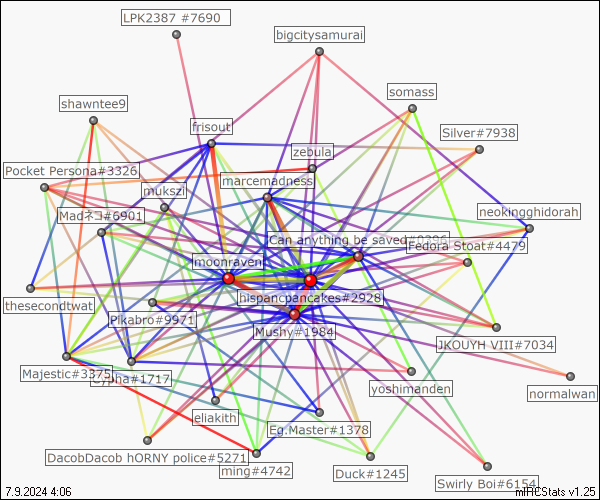 LPK2387 #7690
bigcitysamurai
somass
shawntee9
frisout
Silver#7938
zebula
Pocket Persona#3326
mukszi
marcemadness
Madネコ#6901
neokingghidorah
Can anything be saved#0286
Fedora Stoat#4479
moonraven
hispancpancakes#2928
thesecondtwat
Pikabro#9971
Mushy#1984
JKOUYH VIII#7034
Majestic#3375
Cypha#1717
yoshimanden
normalwan
eliakith
Eg.Master#1378
DacobDacob hORNY police#5271
ming#4742
Duck#1245
Swirly Boi#6154
7.9.2024 4:06
mIRCStats v1.25